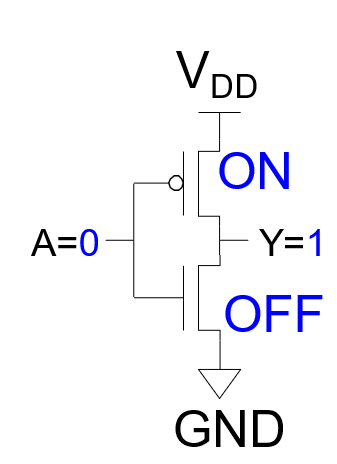 VDD
ON
A=0
Y=1
OFF
GND